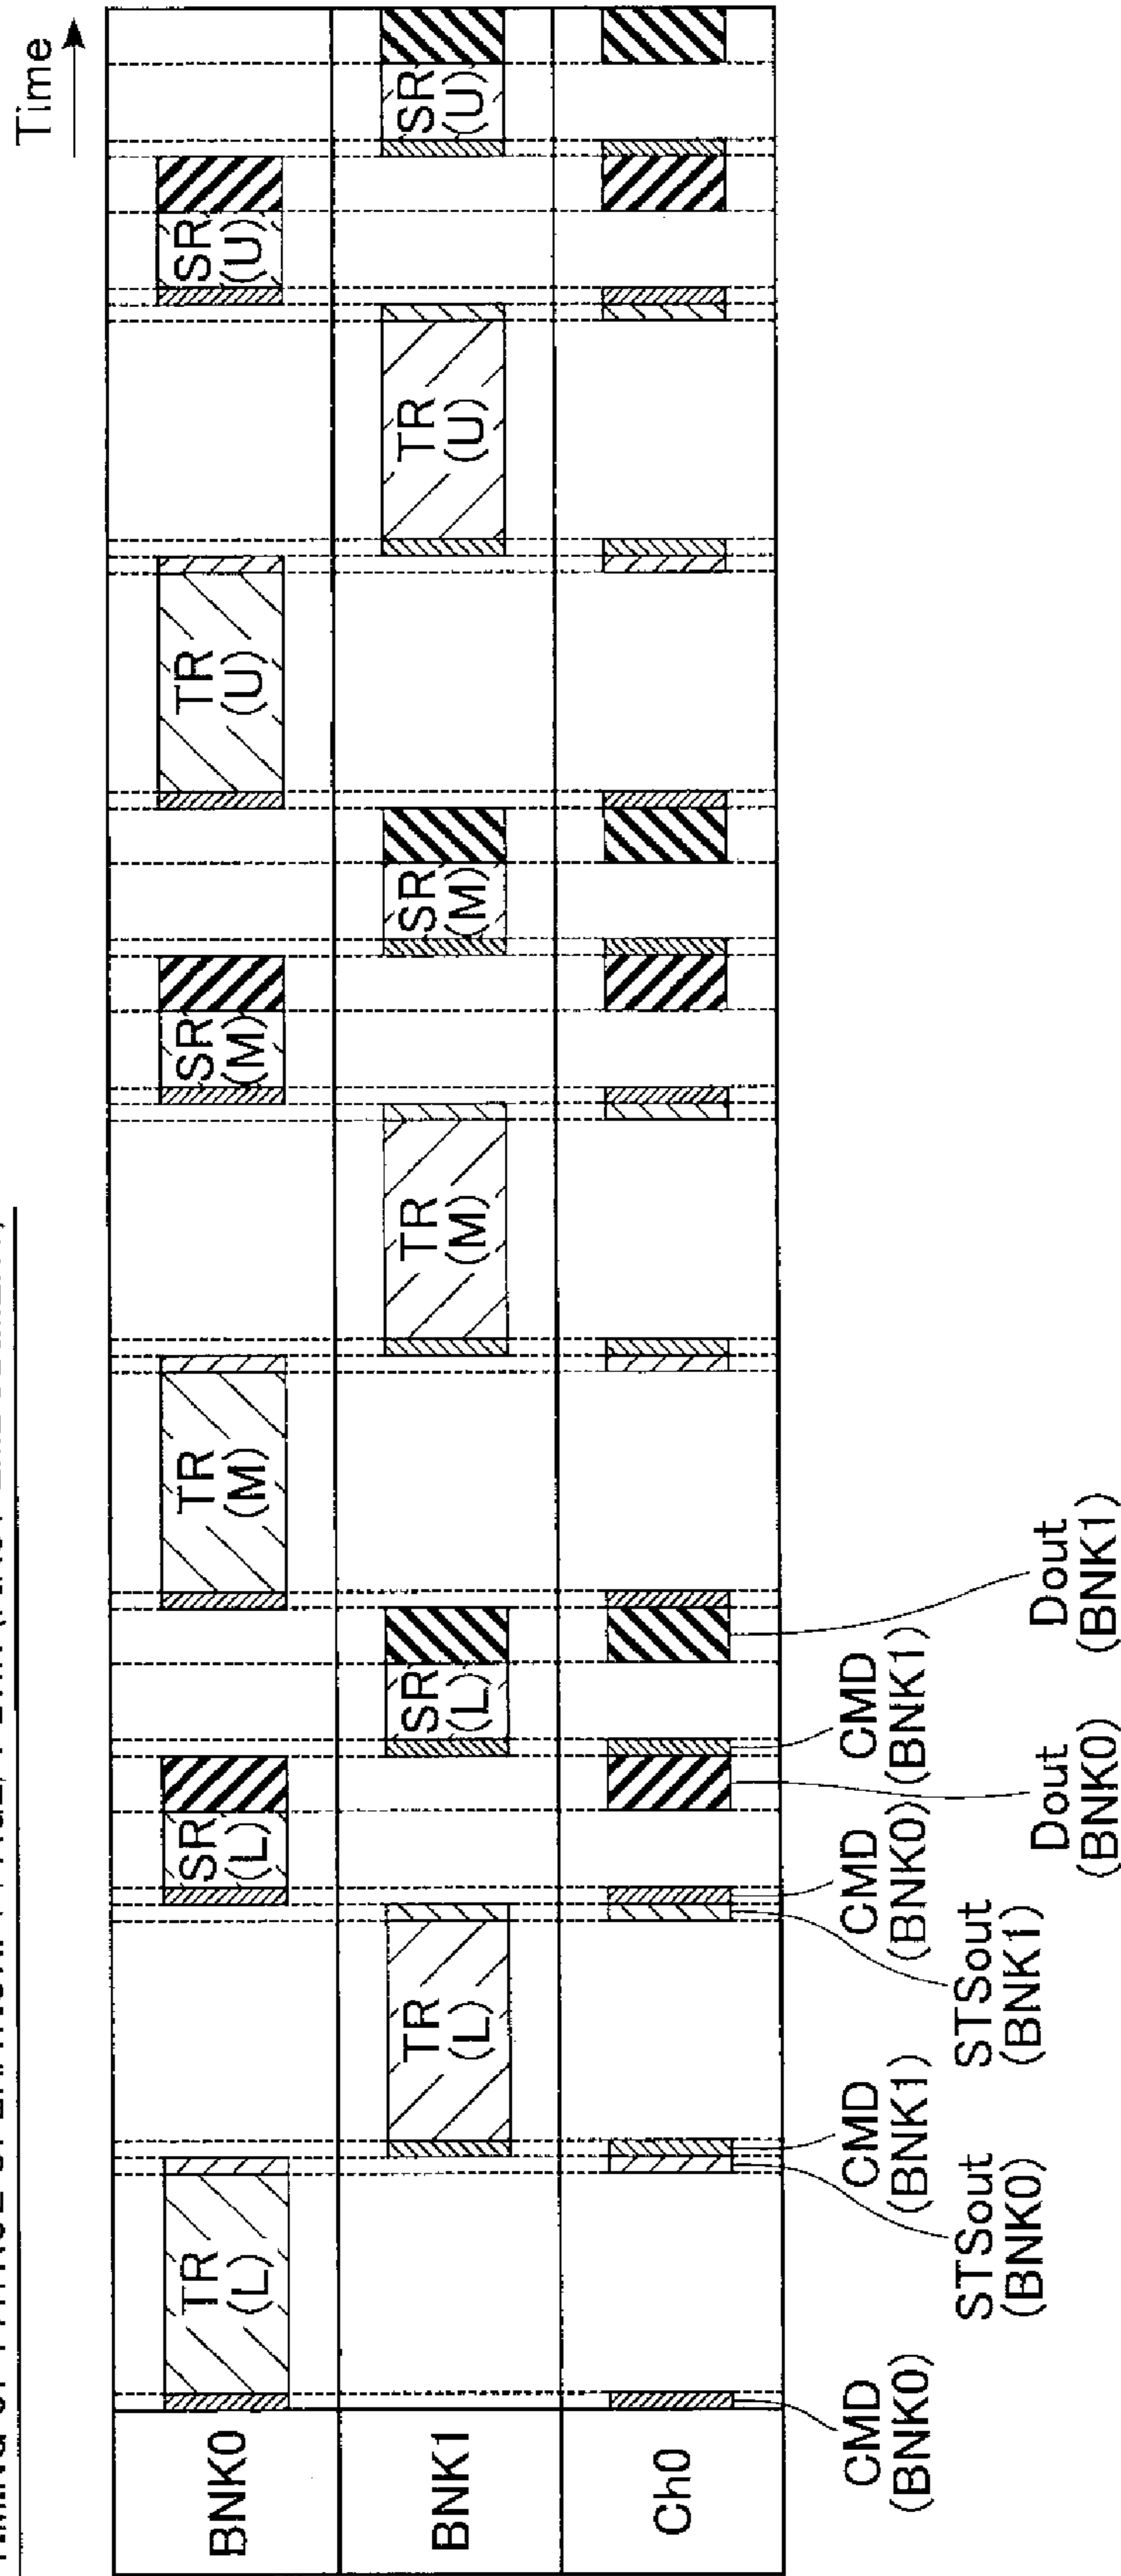 Time
BNK0
TR
(L)
SR
(L)
TR
(M)
SR
(M)
TR
(U)
SR
(U)
BNK1
TR
(L)
SR
(L)
TR
(M)
SR
(M)
TR
(U)
SR
(U)
Ch0
CMD
(BNK0)
STSout
(BNK0)
CMD
(BNK1)
STSout
(BNK1)
CMD
(BNK0)
Dout
(BNK0)
CMD
(BNK1)
Dout
(BNK1)